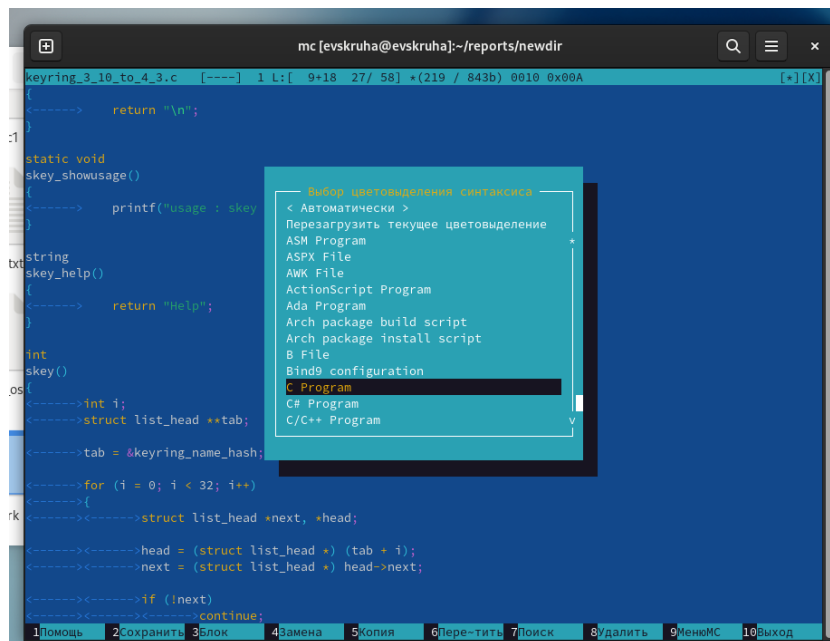 mc [evskruha@evskruha]:~/reports/newdir
keyring_3_10_to_4_3.c [----] 1 L:[ 9+18 27/ 58] *(219 / 843b) 0010 0x00A [*][X]
{
<------> return "\n";
}
static void
skey_showusage()
{
<------> printf("usage : skey
}
string
skey_help()
{
<------> return "Help";
}
int
skey()
{
<------>int i;
<------>struct list_head **tab;
<------>tab = &keyring_name_hash;
<------>for (i = 0; i < 32; i++)
<------>{
<------><------>struct list_head *next, *head;
<------><------>head = (struct list_head *) (tab + i);
<------><------>next = (struct list_head *) head->next;
<------><------>if (!next)
<------><------><------>continue;
Выбор цветовыделения синтаксиса
< Автоматически >
Перезагрузить текущее цветовыделение
ASM Program
ASPX File
AWK File
ActionScript Program
Ada Program
Arch package build script
Arch package install script
B File
Bind9 configuration
C Program
C# Program
C/C++ Program
1Помощь 2Сохранить 3Блок 4Замена 5Копия 6Пере~тить 7Поиск 8Удалить 9МенюMC 10Выход
txt
os
rk